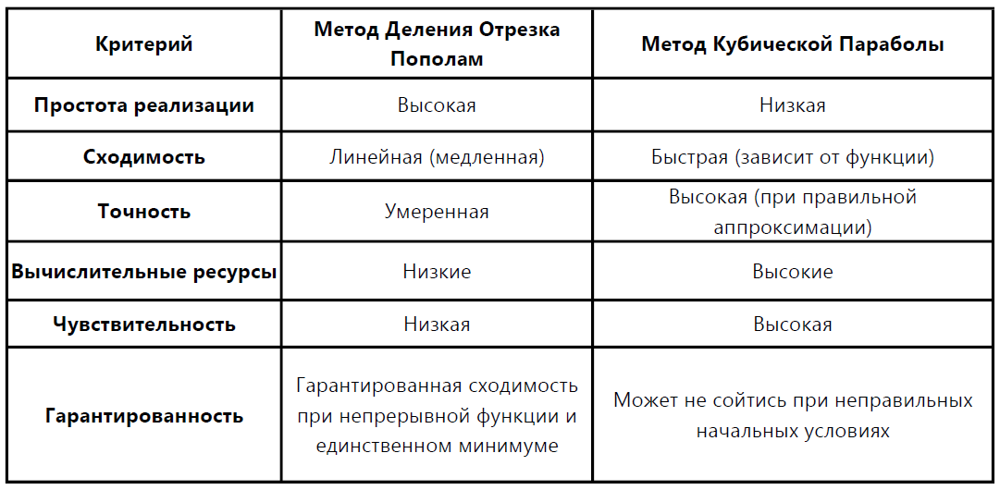 Критерий
Метод Деления Отрезка
Пополам
Метод Кубической Параболы
Простота реализации
Высокая
Низкая
Сходимость
Линейная (медленная)
Быстрая (зависит от функции)
Точность
Умеренная
Высокая (при правильной
аппроксимации)
Вычислительные ресурсы
Низкие
Высокие
Чувствительность
Низкая
Высокая
Гарантированность
Гарантированная сходимость
при непрерывной функции и
единственном минимуме
Может не сойтись при неправильных
начальных условиях